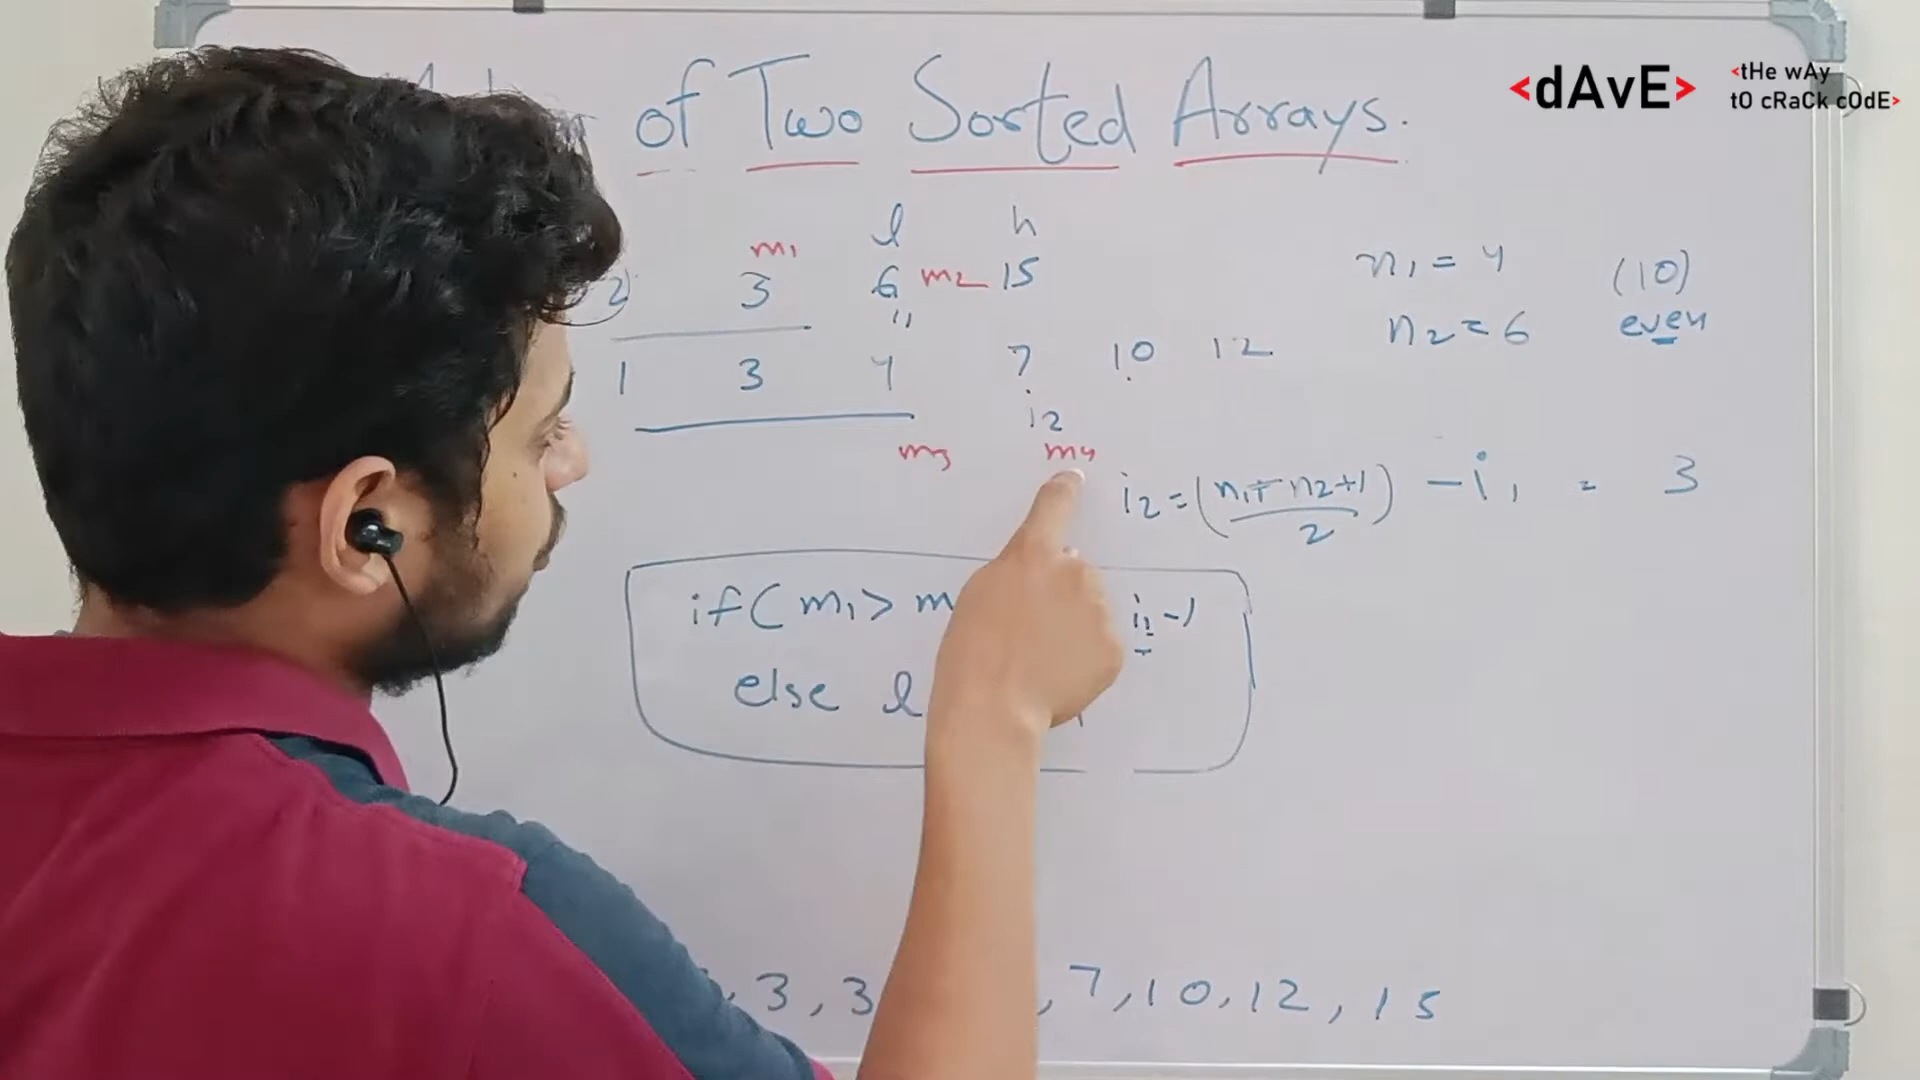 of Two Sorted Arrays.
<dAvE>
<tHe wAy
tO cRaCk cOdE>
l h
m1
2 3 6 m2 15
1 3 4 7 10 12
i2
m3 m4
n1 = 4 (10)
n2 = 6 even
i2 = (n1+n2+1)/2 - i1 = 3
if( m1 > m i1-1
else l
, 3, 3 , 7, 10, 12, 15